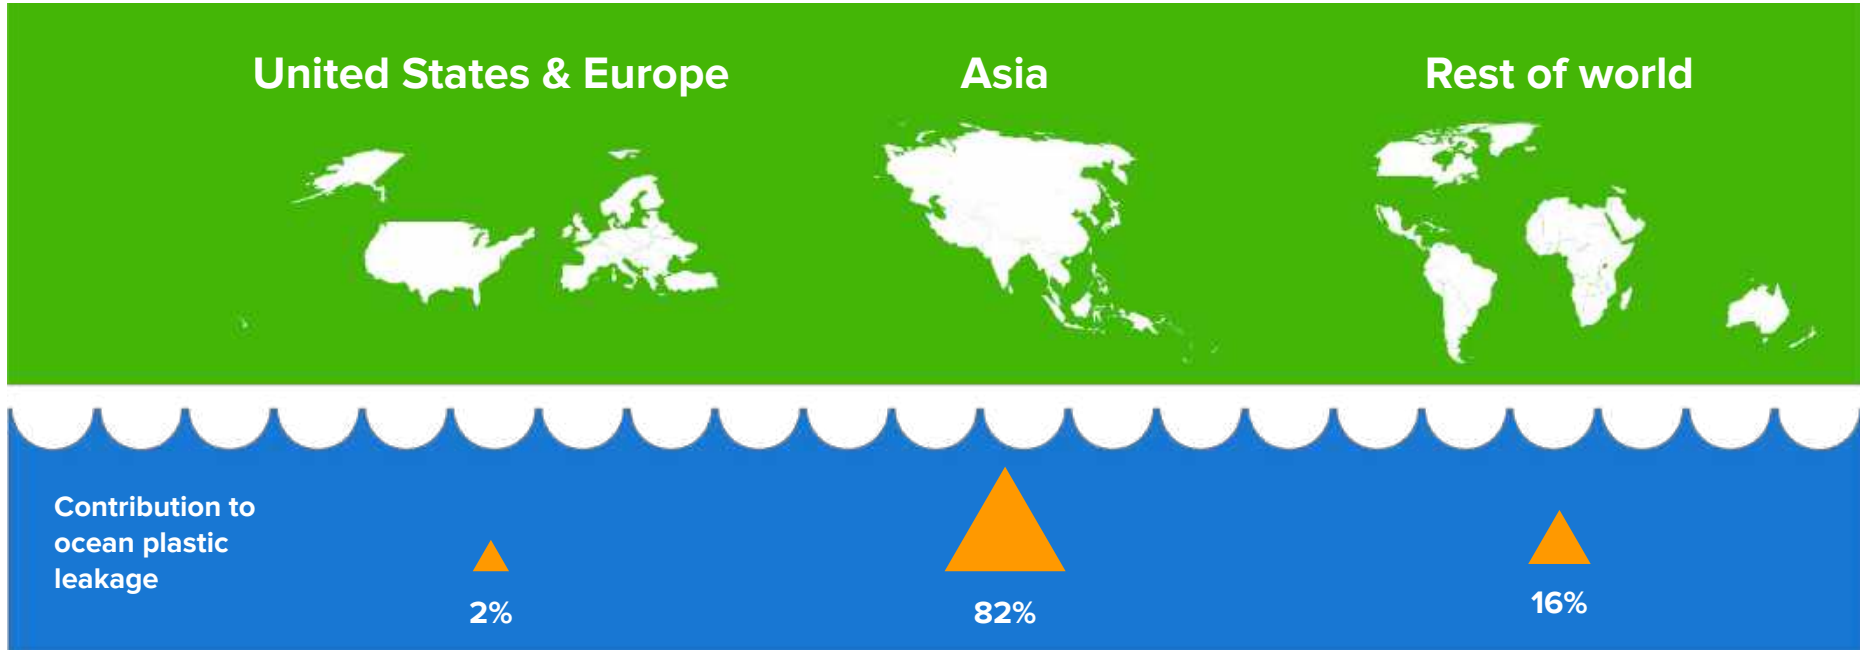 United States & Europe
Asia
Rest of world
Contribution to
ocean plastic
leakage
2%
82%
16%